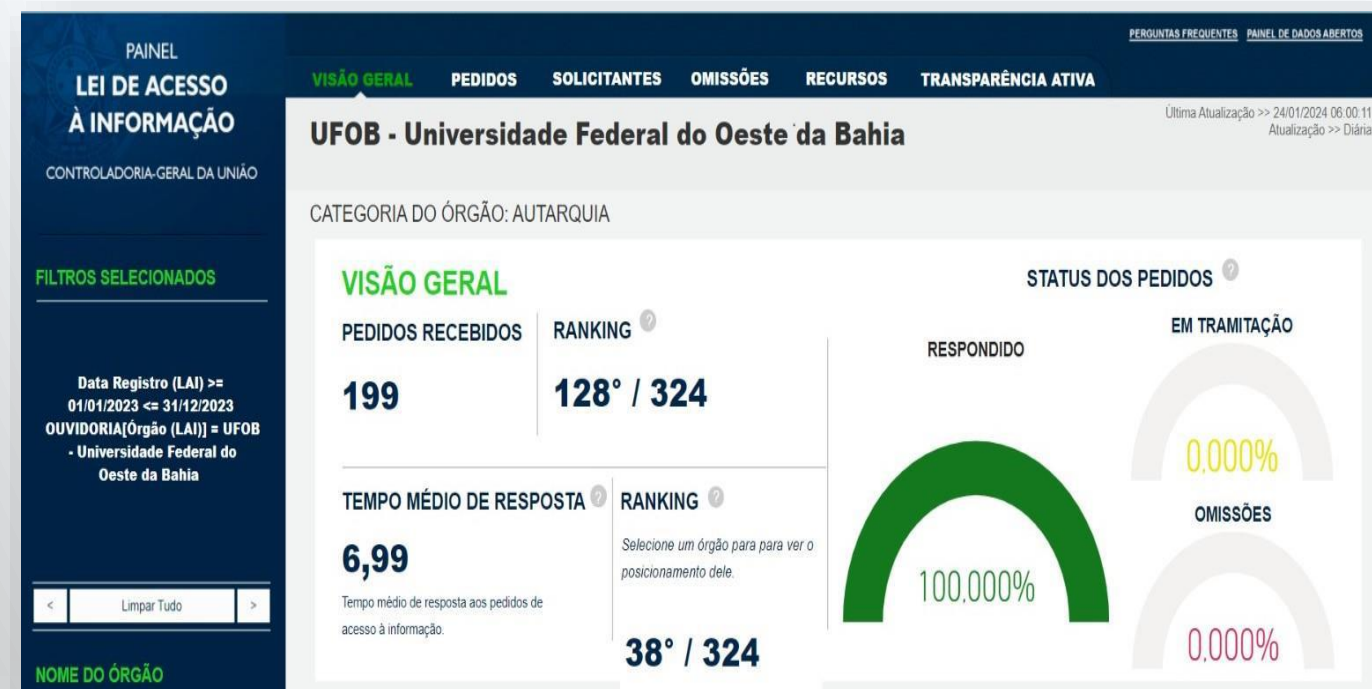 PAINEL
LEI DE ACESSO
À INFORMAÇÃO
CONTROLADORIA-GERAL DA UNIÃO
FILTROS SELECIONADOS
Data Registro (LAI) >=
01/01/2023 <= 31/12/2023
OUVIDORIA[Órgão (LAI)] = UFOB
- Universidade Federal do
Oeste da Bahia
< Limpar Tudo >
NOME DO ÓRGÃO
PERGUNTAS FREQUENTES PAINEL DE DADOS ABERTOS
VISÃO GERAL PEDIDOS SOLICITANTES OMISSÕES RECURSOS TRANSPARÊNCIA ATIVA
UFOB - Universidade Federal do Oeste da Bahia
Última Atualização >> 24/01/2024 06:00:11
Atualização >> Diária
CATEGORIA DO ÓRGÃO: AUTARQUIA
VISÃO GERAL
PEDIDOS RECEBIDOS
199
RANKING ?
128° / 324
TEMPO MÉDIO DE RESPOSTA ?
6,99
Tempo médio de resposta aos pedidos de
acesso à informação.
RANKING ?
Selecione um órgão para para ver o
posicionamento dele.
38° / 324
STATUS DOS PEDIDOS ?
RESPONDIDO
100,000%
EM TRAMITAÇÃO
0,000%
OMISSÕES
0,000%